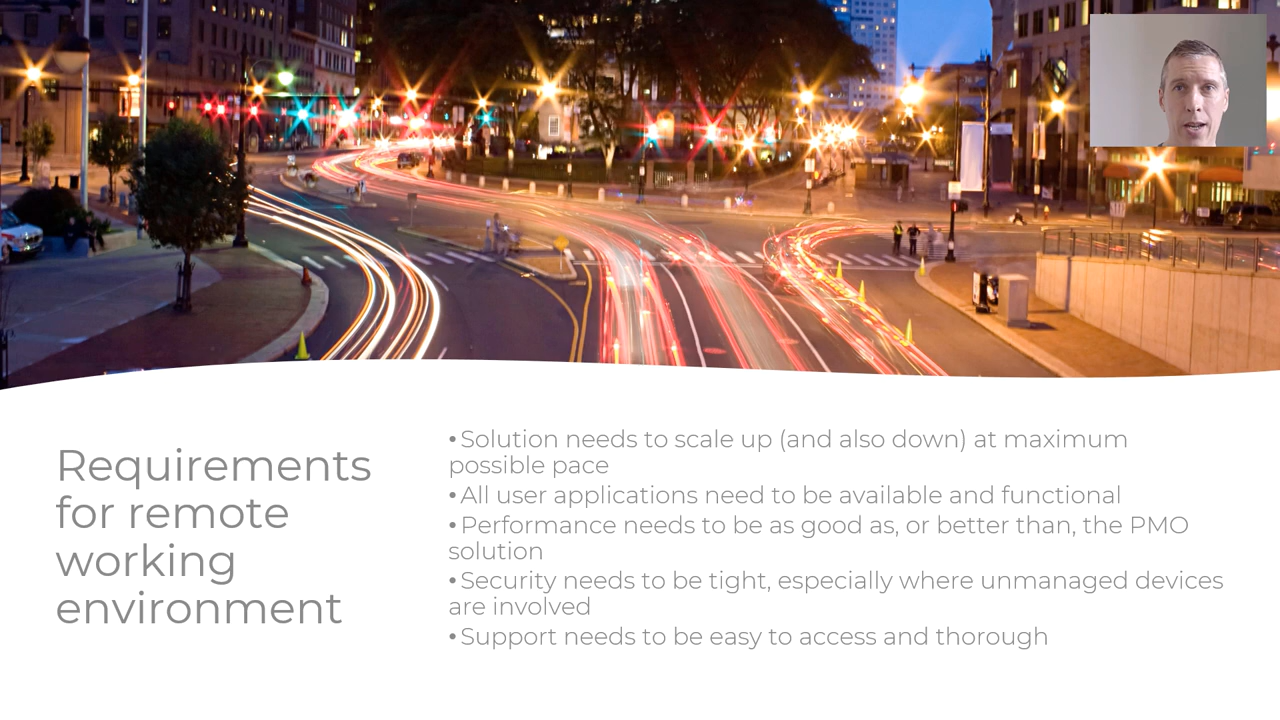 Requirements
for remote
working
environment
•Solution needs to scale up (and also down) at maximum
possible pace
•All user applications need to be available and functional
•Performance needs to be as good as, or better than, the PMO
solution
•Security needs to be tight, especially where unmanaged devices
are involved
•Support needs to be easy to access and thorough